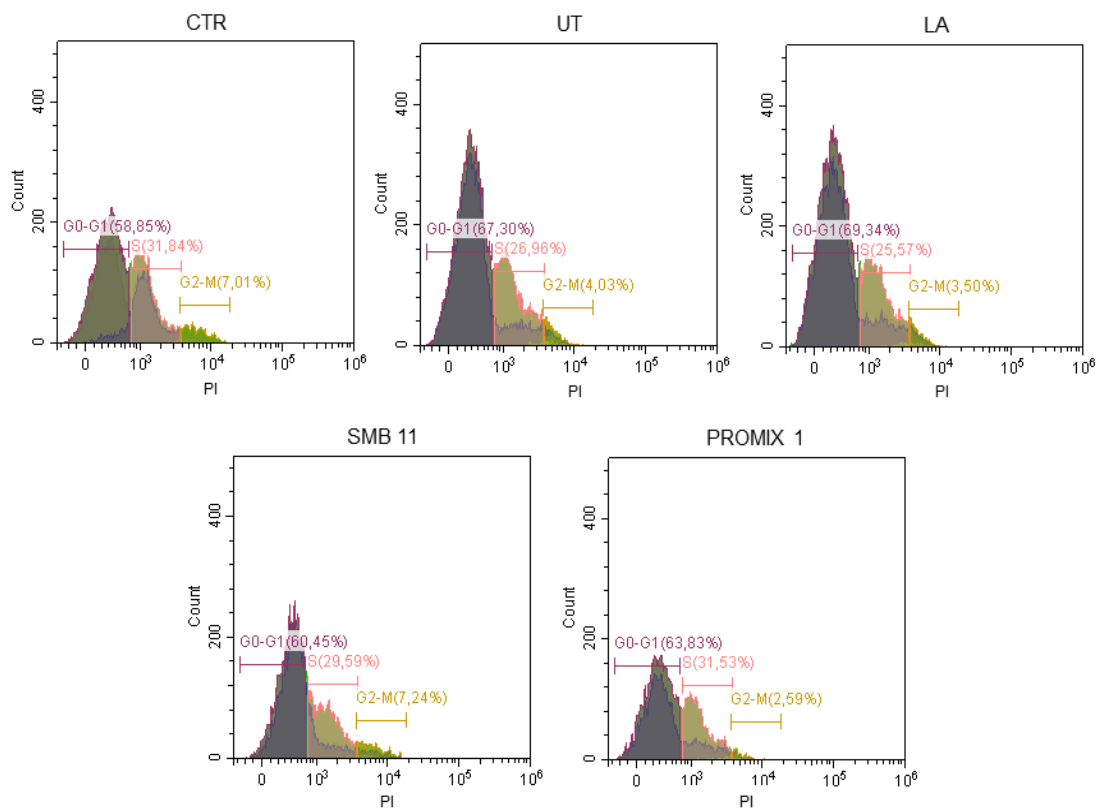 CTR
UT
LA
400
200
0
Count
G0-G1(58,85%)
S(31,84%)
G2-M(7,01%)
0
10³
10⁴
10⁵
10⁶
PI
400
200
0
Count
G0-G1(67,30%)
S(26,96%)
G2-M(4,03%)
0
10³
10⁴
10⁵
10⁶
PI
400
200
0
Count
G0-G1(69,34%)
S(25,57%)
G2-M(3,50%)
0
10³
10⁴
10⁵
10⁶
PI
SMB 11
PROMIX 1
400
200
0
Count
G0-G1(60,45%)
S(29,59%)
G2-M(7,24%)
0
10³
10⁴
10⁵
10⁶
PI
400
200
0
Count
G0-G1(63,83%)
S(31,53%)
G2-M(2,59%)
0
10³
10⁴
10⁵
10⁶
PI